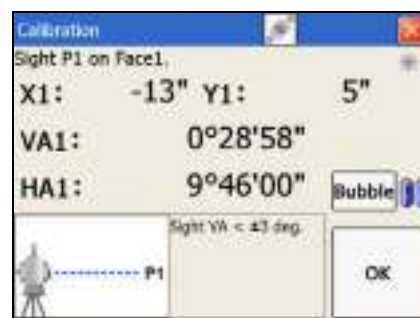 Calibration
Sight P1 on Face1.
X1: -13" Y1: 5"
VA1: 0°28'58"
HA1: 9°46'00"
Bubble
Sight VA < ±3 deg.
P1
OK